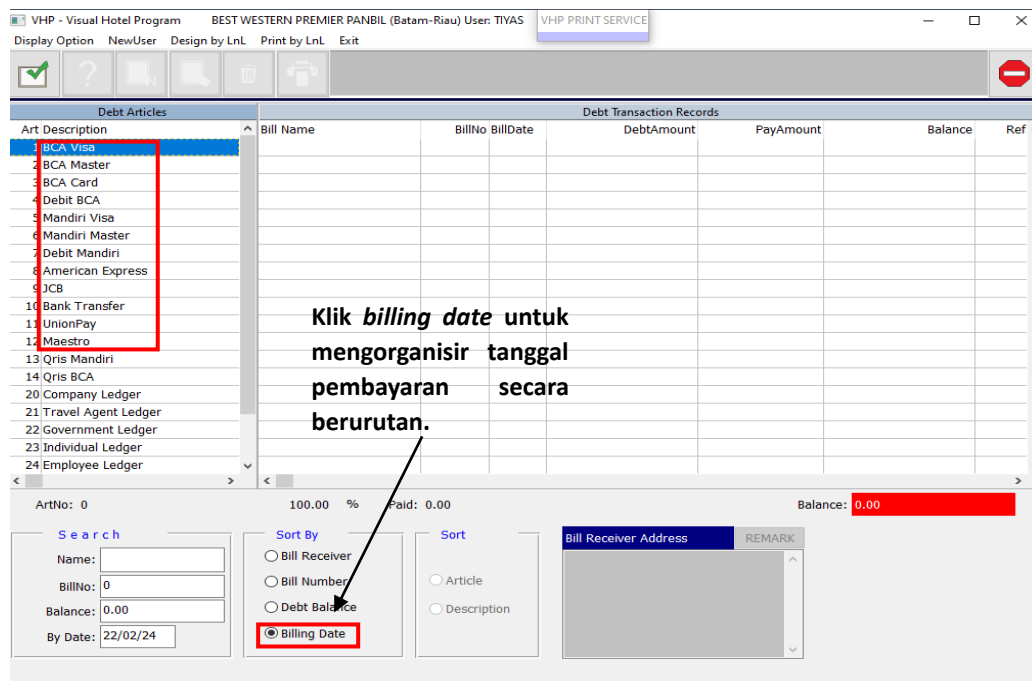 VHP - Visual Hotel Program BEST WESTERN PREMIER PANBIL (Batam-Riau) User: TIYAS VHP PRINT SERVICE
Display Option NewUser Design by LnL Print by LnL Exit
Debt Articles Debt Transaction Records
Art Description Bill Name BillNo BillDate DebtAmount PayAmount Balance Ref
1 BCA Visa
2 BCA Master
3 BCA Card
4 Debit BCA
5 Mandiri Visa
6 Mandiri Master
7 Debit Mandiri
8 American Express
9 JCB
10 Bank Transfer
11 UnionPay
12 Maestro
13 Qris Mandiri
14 Qris BCA
20 Company Ledger
21 Travel Agent Ledger
22 Government Ledger
23 Individual Ledger
24 Employee Ledger
Klik billing date untuk
mengorganisir tanggal
pembayaran secara
berurutan.
ArtNo: 0 100.00 % Paid: 0.00 Balance: 0.00
Search
Name:
BillNo: 0
Balance: 0.00
By Date: 22/02/24
Sort By
Bill Receiver
Bill Number
Debt Balance
Billing Date
Sort
Article
Description
Bill Receiver Address REMARK